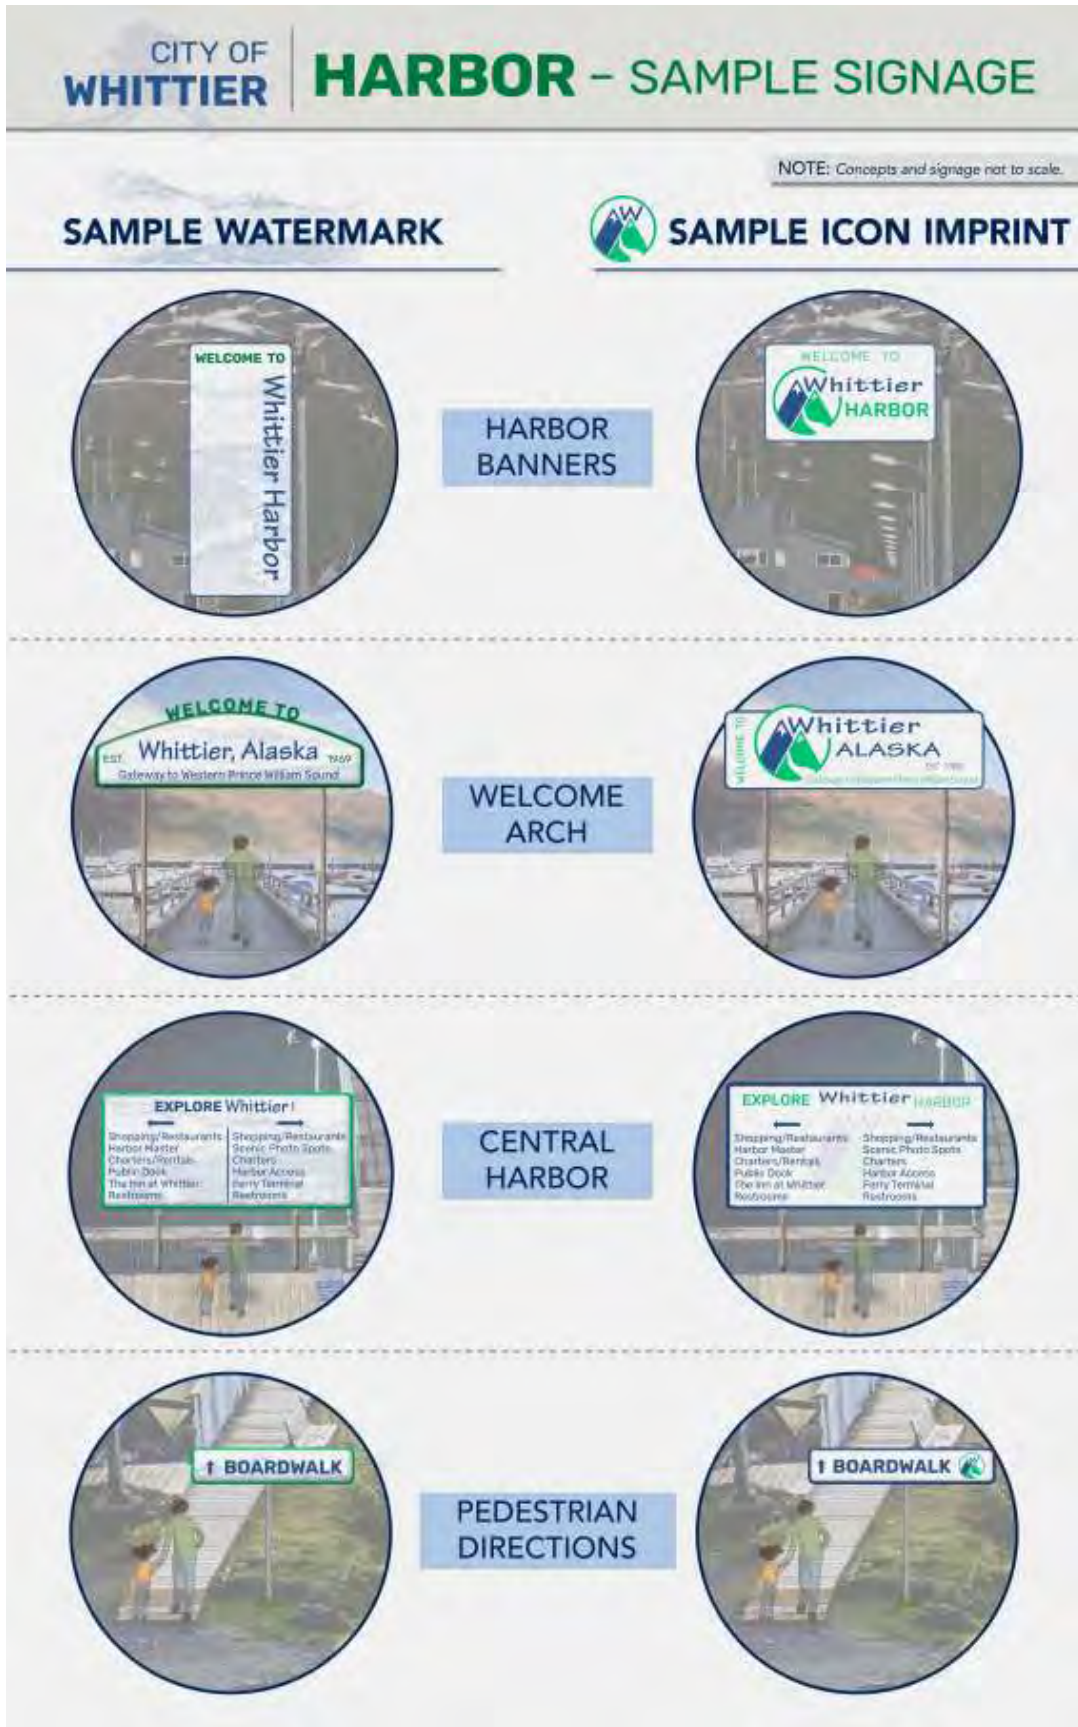 CITY OF
WHITTIER
HARBOR – SAMPLE SIGNAGE
NOTE: Concepts and signage not to scale.
SAMPLE WATERMARK
W
SAMPLE ICON IMPRINT
WELCOME TO
Whittier Harbor
HARBOR
BANNERS
WELCOME TO
Whittier
HARBOR
WELCOME TO
EST. Whittier, Alaska 1969
Gateway to Western Prince William Sound
WELCOME
ARCH
WELCOME TO
Whittier
ALASKA
EXPLORE Whittier!
Shopping/Restaurants
Harbor Master
Charters/Rentals
Public Dock
The Inn at Whittier
Restrooms
Shopping/Restaurants
Scenic Photo Spots
Charters
Harbor Access
Ferry Terminal
Restrooms
CENTRAL
HARBOR
EXPLORE Whittier HARBOR
Shopping/Restaurants
Harbor Master
Charters/Rentals
Public Dock
The Inn at Whittier
Restrooms
Shopping/Restaurants
Scenic Photo Spots
Charters
Harbor Access
Ferry Terminal
Restrooms
↑ BOARDWALK
PEDESTRIAN
DIRECTIONS
↑ BOARDWALK